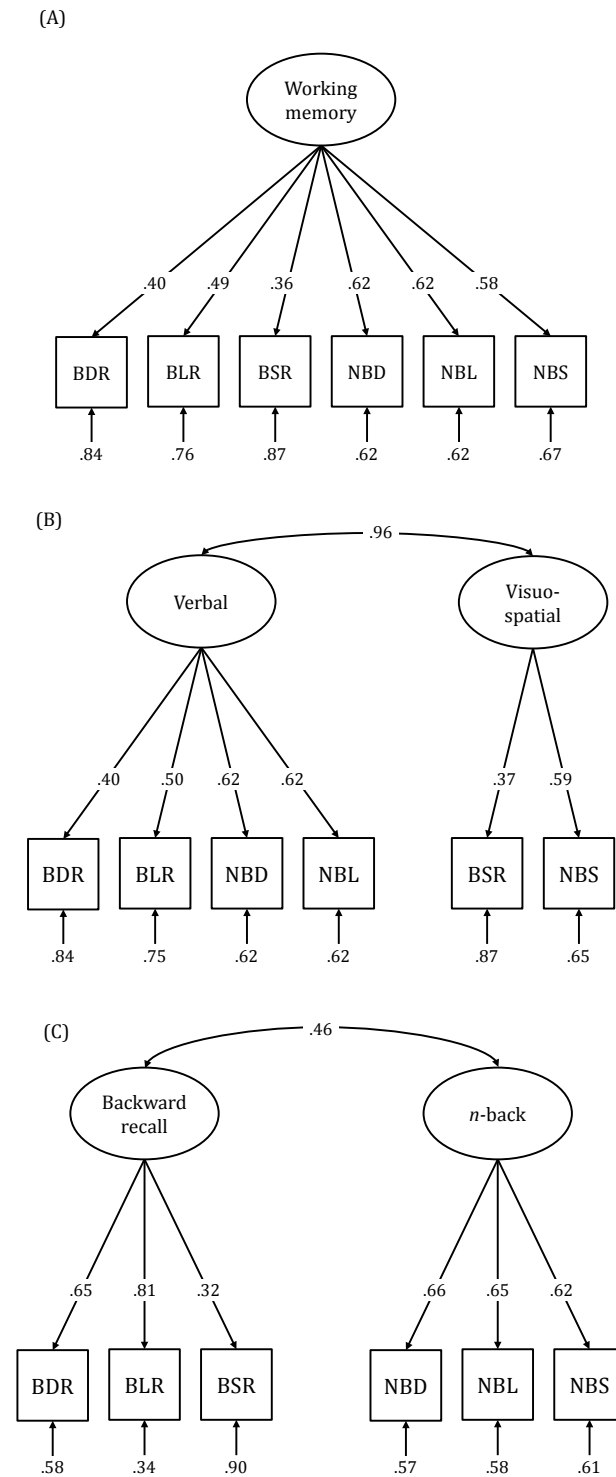 (A)
Working
memory
.40 .49 .36 .62 .62 .58
BDR BLR BSR NBD NBL NBS
.84 .76 .87 .62 .62 .67
(B)
.96
Verbal
Visuo-
spatial
.40 .50 .62 .62 .37 .59
BDR BLR NBD NBL BSR NBS
.84 .75 .62 .62 .87 .65
(C)
.46
Backward
recall
n-back
.65 .81 .32 .66 .65 .62
BDR BLR BSR NBD NBL NBS
.58 .34 .90 .57 .58 .61